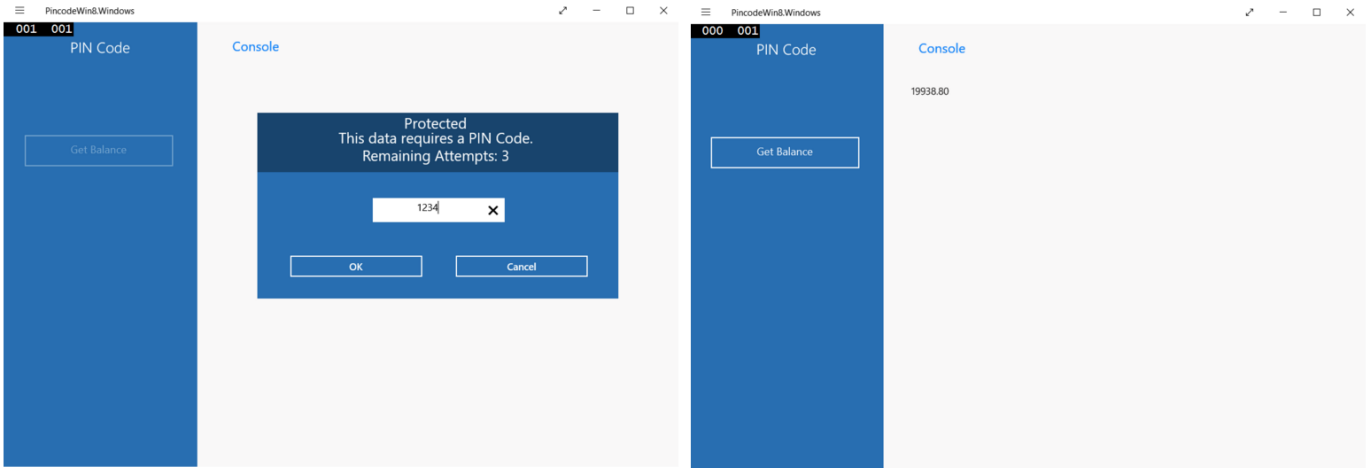 PincodeWin8.Windows
001 001
PIN Code
Console
Get Balance
Protected
This data requires a PIN Code.
Remaining Attempts: 3
1234
OK
Cancel
PincodeWin8.Windows
000 001
PIN Code
Console
19938.80
Get Balance